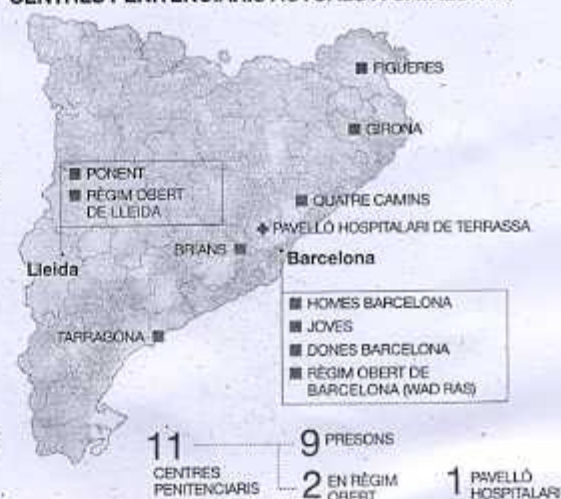 FIGUERES
GIRONA
PONENT
RÈGIM OBERT
DE LLEIDA
QUATRE CAMINS
PAVELLÓ HOSPITALARI DE TERRASSA
BRIANS
Barcelona
Lleida
HOMES BARCELONA
JOVES
DONES BARCELONA
RÈGIM OBERT DE
BARCELONA (WAD RAS)
TARRAGONA
11
CENTRES
PENITENCIARIS
9 PRESONS
2 EN RÈGIM
OBERT
1 PAVELLÓ
HOSPITALARI